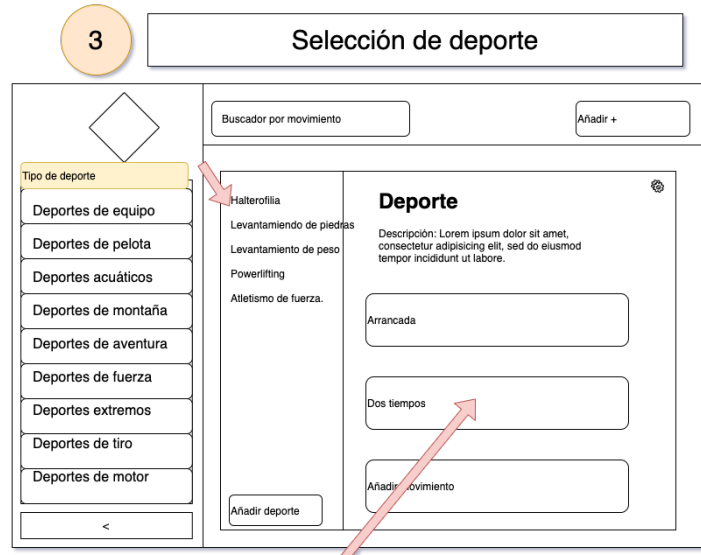 3
Selección de deporte
Buscador por movimiento
Añadir +
Tipo de deporte
Deportes de equipo
Deportes de pelota
Deportes acuáticos
Deportes de montaña
Deportes de aventura
Deportes de fuerza
Deportes extremos
Deportes de tiro
Deportes de motor
<
Halterofilia
Levantamiendo de piedras
Levantamiento de peso
Powerlifting
Atletismo de fuerza.
Añadir deporte
Deporte
Descripción: Lorem ipsum dolor sit amet,
consectetur adipisicing elit, sed do eiusmod
tempor incididunt ut labore.
Arrancada
Dos tiempos
Añadir movimiento